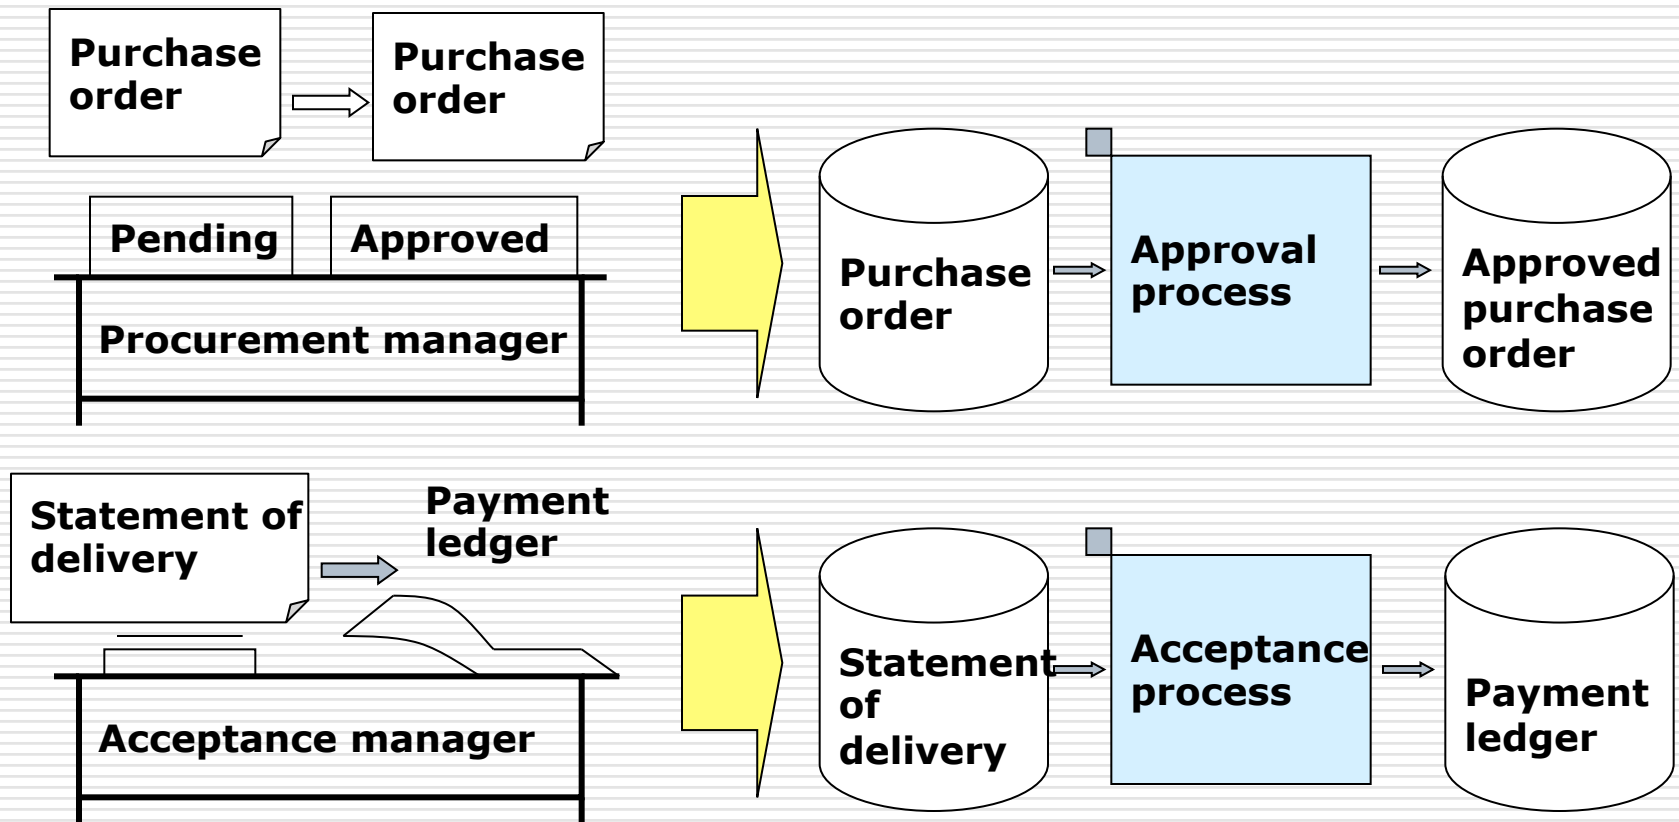 Purchase
order
Purchase
order
Pending
Approved
Procurement manager
Purchase
order
Approval
process
Approved
purchase
order
Statement of
delivery
Payment
ledger
Acceptance manager
Statement
of
delivery
Acceptance
process
Payment
ledger